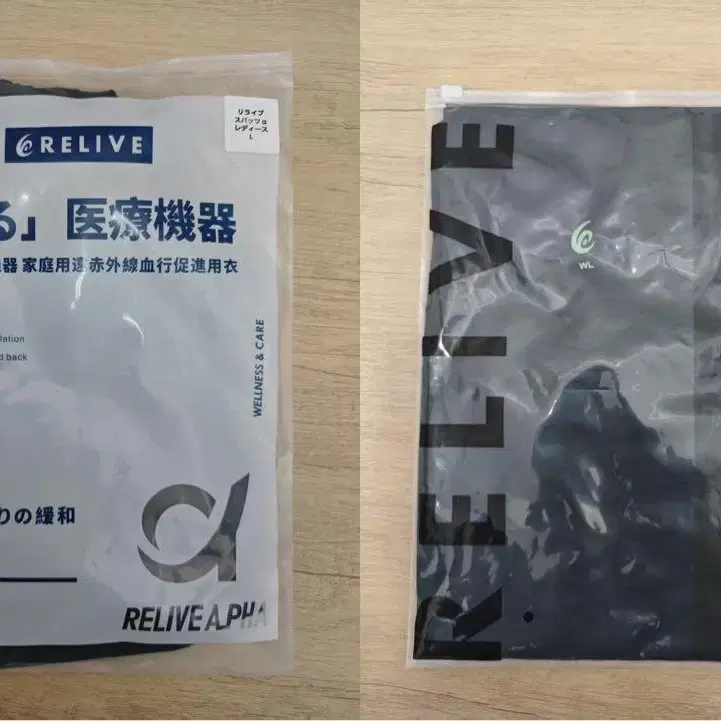 リライブ
スパッツα
レディース
L
RELIVE
る」医療機器
器 家庭用遠赤外線血行促進用衣
lation
d back
WELLNESS & CARE
りの緩和
RELIVE ALPHA
RELIVE
WL